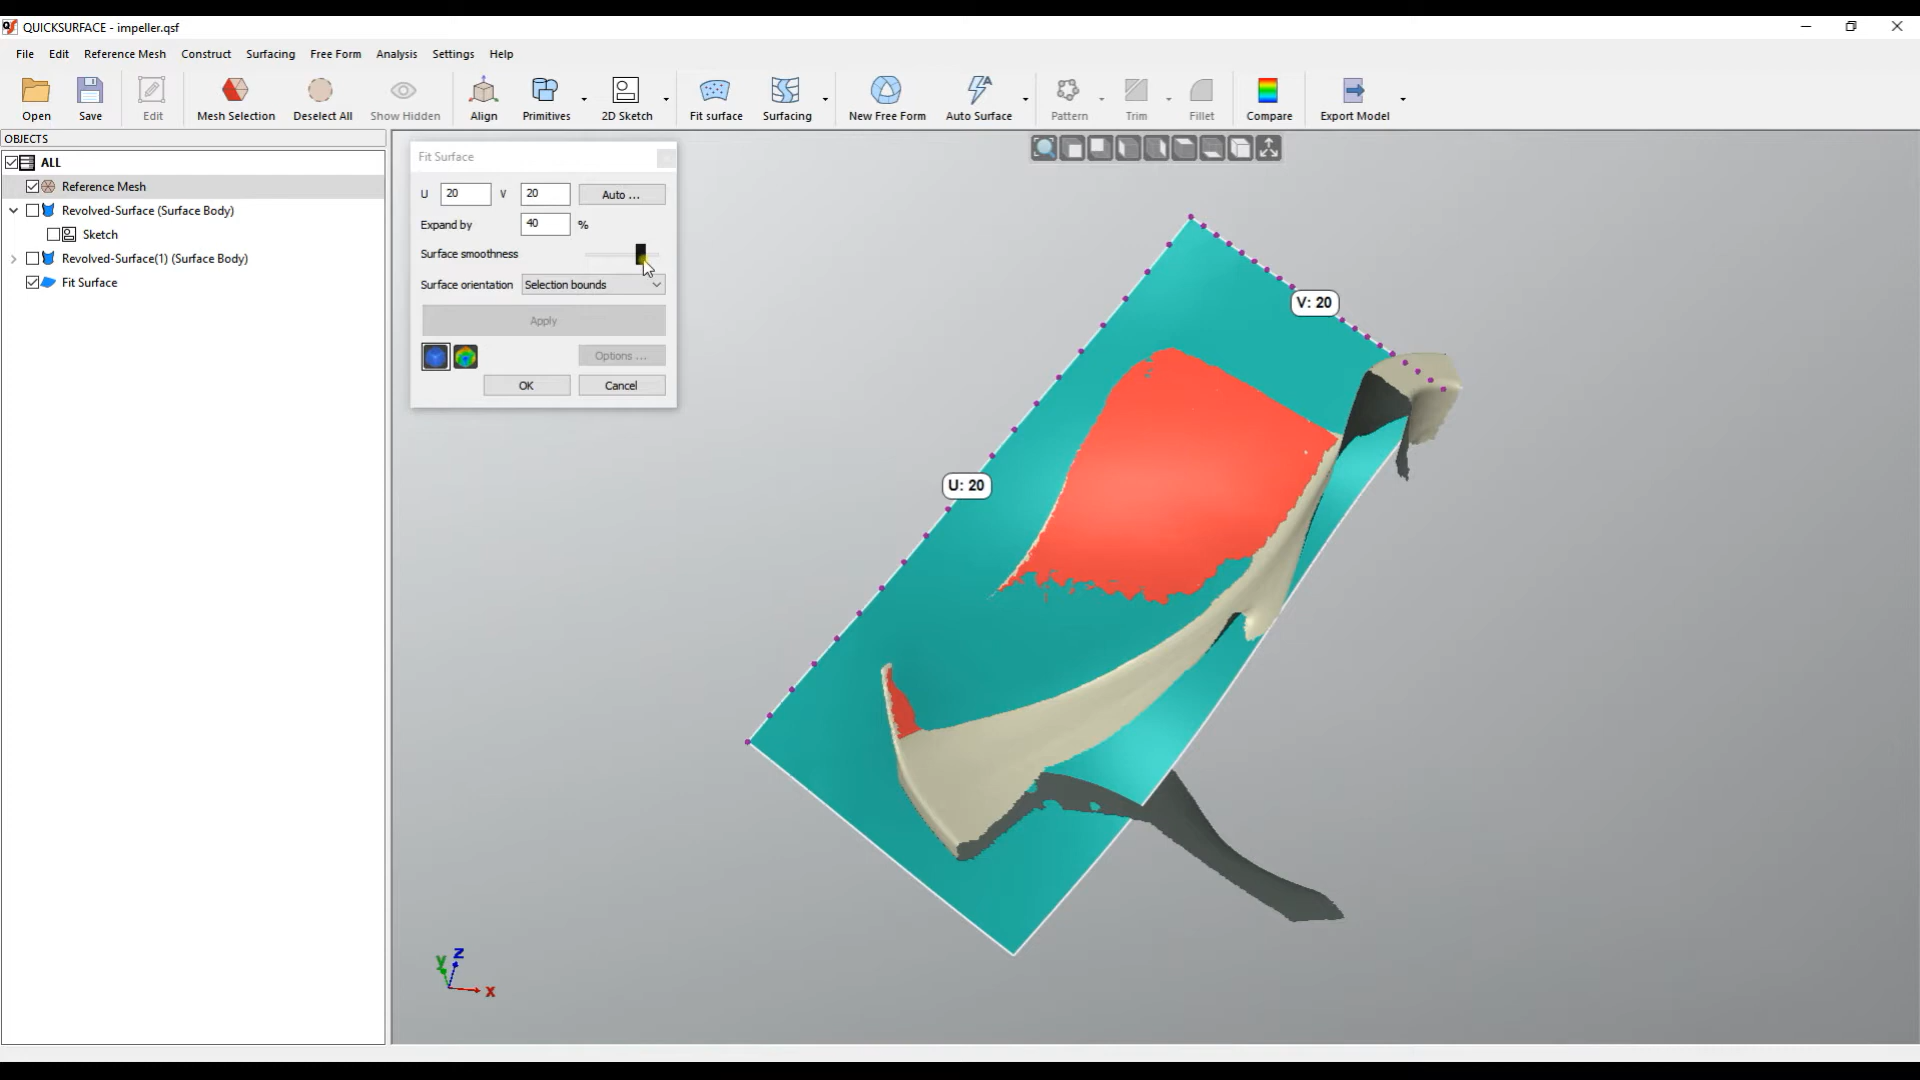 QUICKSURFACE - impeller.qsf
File Edit Reference Mesh Construct Surfacing Free Form Analysis Settings Help
Open Save Edit Mesh Selection Deselect All Show Hidden Align Primitives 2D Sketch Fit surface Surfacing New Free Form Auto Surface Pattern Trim Fillet Compare Export Model
OBJECTS
ALL
Reference Mesh
Revolved-Surface (Surface Body)
Sketch
Revolved-Surface(1) (Surface Body)
Fit Surface
Fit Surface
U 20 V 20 Auto ...
Expand by 40 %
Surface smoothness
Surface orientation Selection bounds
Apply
Options ...
OK Cancel
V: 20
U: 20
y z
x